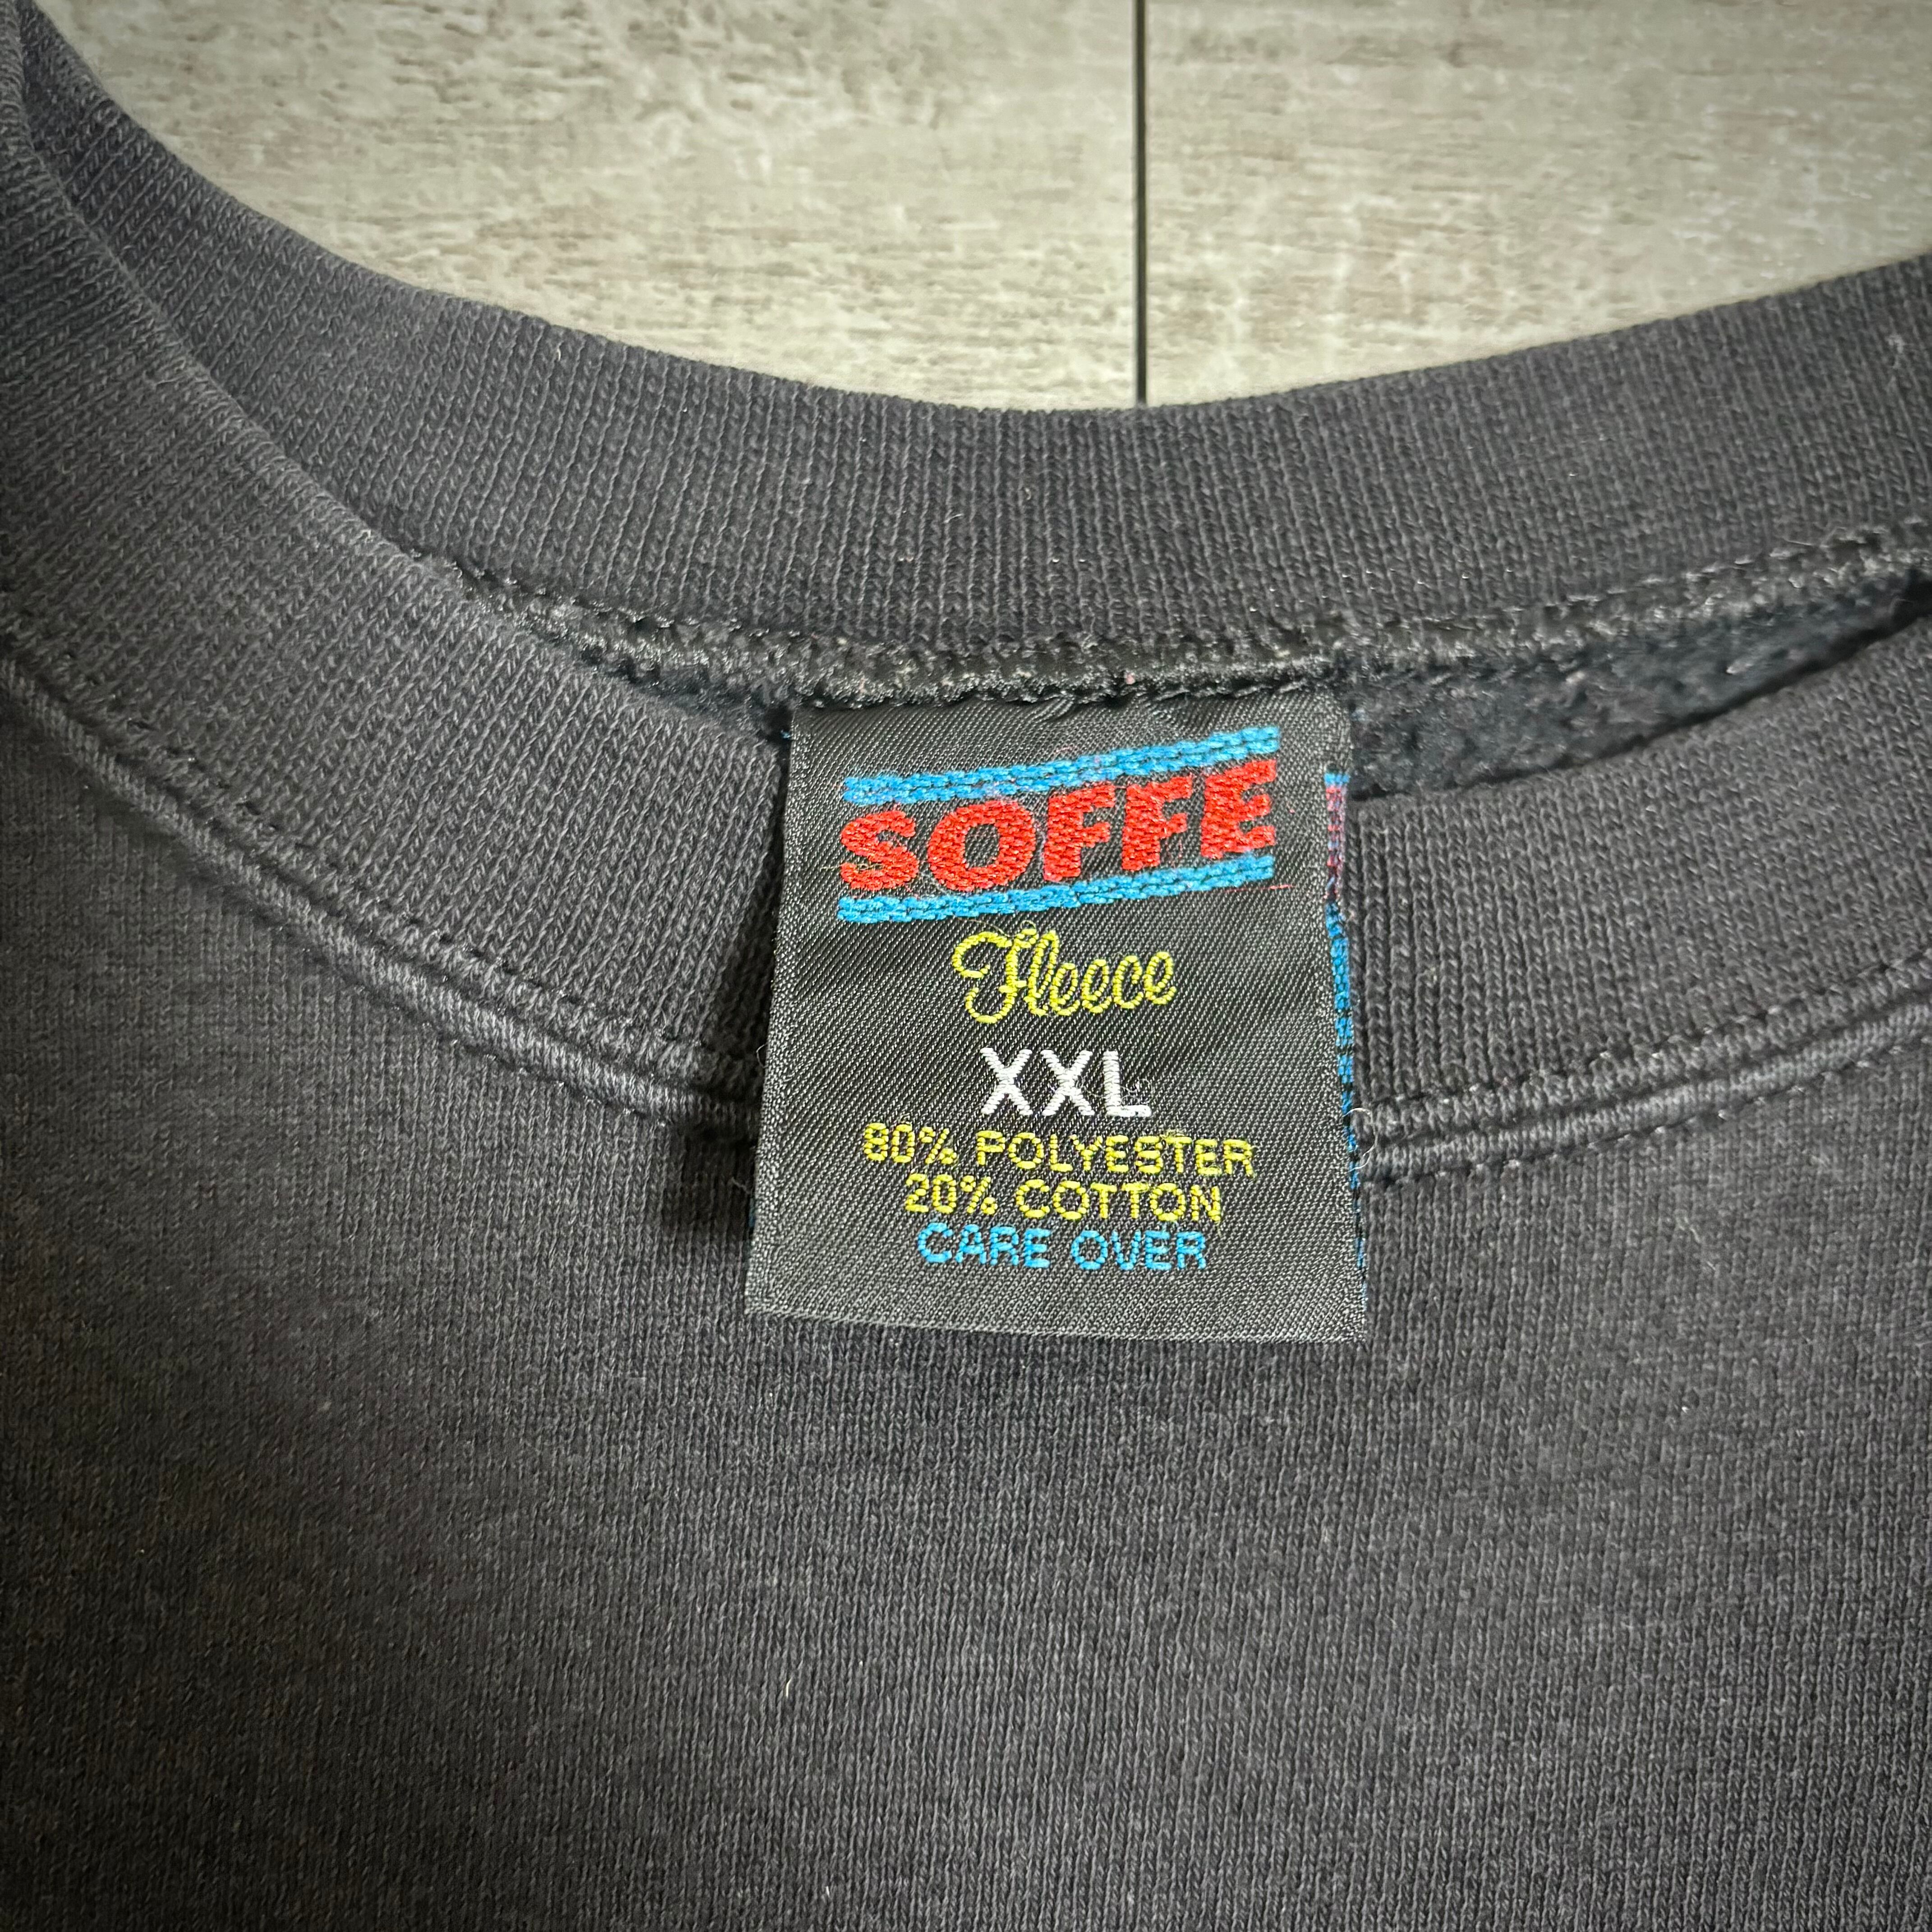 SOFFE
Fleece
XXL
80% POLYESTER
20% COTTON
CARE OVER